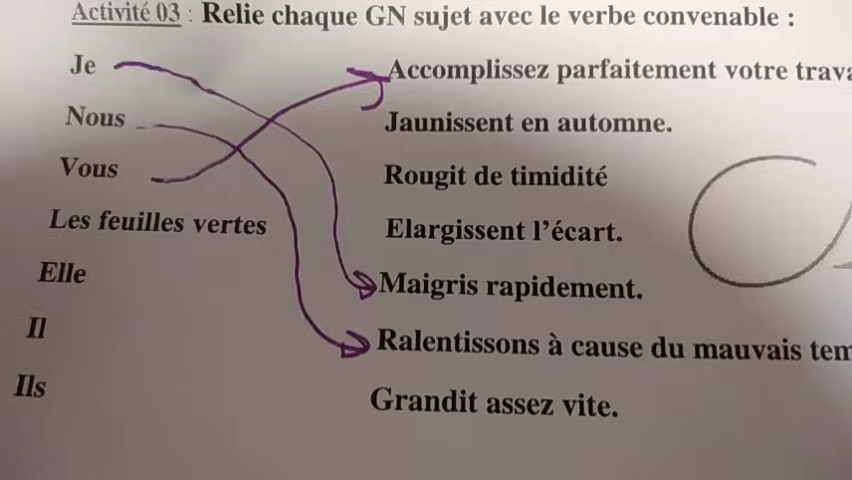 Activité 03 : Relie chaque GN sujet avec le verbe convenable :
Je Accomplissez parfaitement votre
Nous Jaunissent en automne.
Vous Rougit de timidité
Les feuilles vertes Elargissent l'écart.
Elle Maigris rapidement.
Il Ralentissons à cause du mauvais
Ils Grandit assez vite.